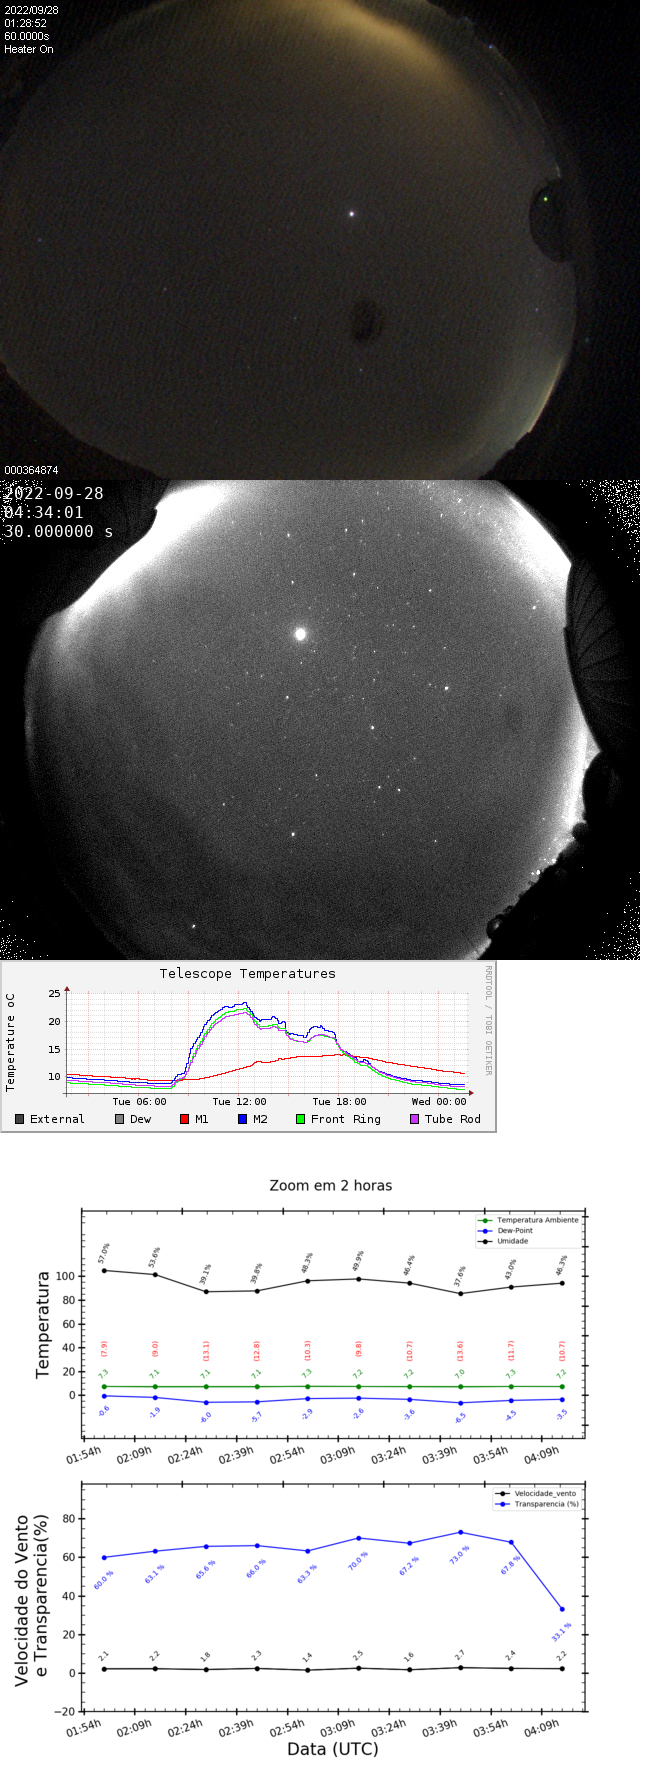 2022/09/28
01:28:52
60.0000s
Heater On
000364874
2022-09-28
04:34:01
30.000000 s
Telescope Temperatures
RRDTOOL / TOBI OETIKER
Temperature oC
25
20
15
10
Tue 06:00 Tue 12:00 Tue 18:00 Wed 00:00
External Dew M1 M2 Front Ring Tube Rod
Zoom em 2 horas
Temperatura Ambiente
Dew-Point
Umidade
Temperatura
100
80
60
40
20
0
57.0% 53.6% 39.1% 39.8% 48.3% 49.9% 46.4% 37.6% 43.0% 46.3%
(7.9) (9.0) (13.1) (12.8) (10.3) (9.8) (10.7) (13.6) (11.7) (10.7)
7.3 7.1 7.1 7.1 7.3 7.2 7.2 7.0 7.3 7.2
-0.6 -1.9 -6.0 -5.7 -2.9 -2.6 -3.6 -6.5 -4.5 -3.5
01:54h 02:09h 02:24h 02:39h 02:54h 03:09h 03:24h 03:39h 03:54h 04:09h
Velocidade_vento
Transparencia (%)
Velocidade do Vento
e Transparencia(%)
80
60
40
20
0
−20
60.0 % 63.1 % 65.6 % 66.0 % 63.3 % 70.0 % 67.2 % 73.0 % 67.8 % 33.1 %
2.1 2.2 1.8 2.3 1.4 2.5 1.6 2.7 2.4 2.2
01:54h 02:09h 02:24h 02:39h 02:54h 03:09h 03:24h 03:39h 03:54h 04:09h
Data (UTC)